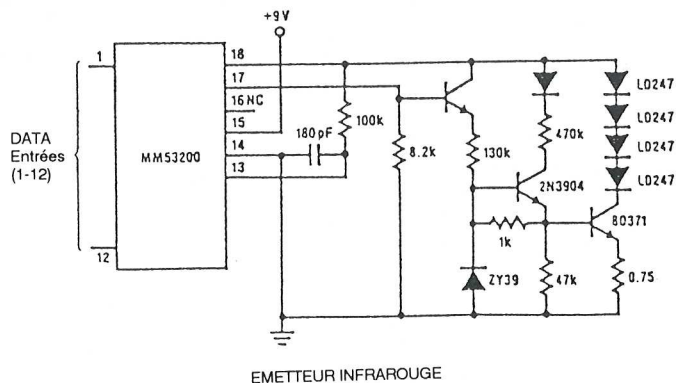 +9V
1
18
17
16 NC
15
14
13
12
DATA
Entrées
(1-12)
MM53200
180 pF
100k
8.2k
130k
470k
2N3904
1k
ZY39
47k
BD371
0.75
LD247
LD247
LD247
LD247
EMETTEUR INFRAROUGE